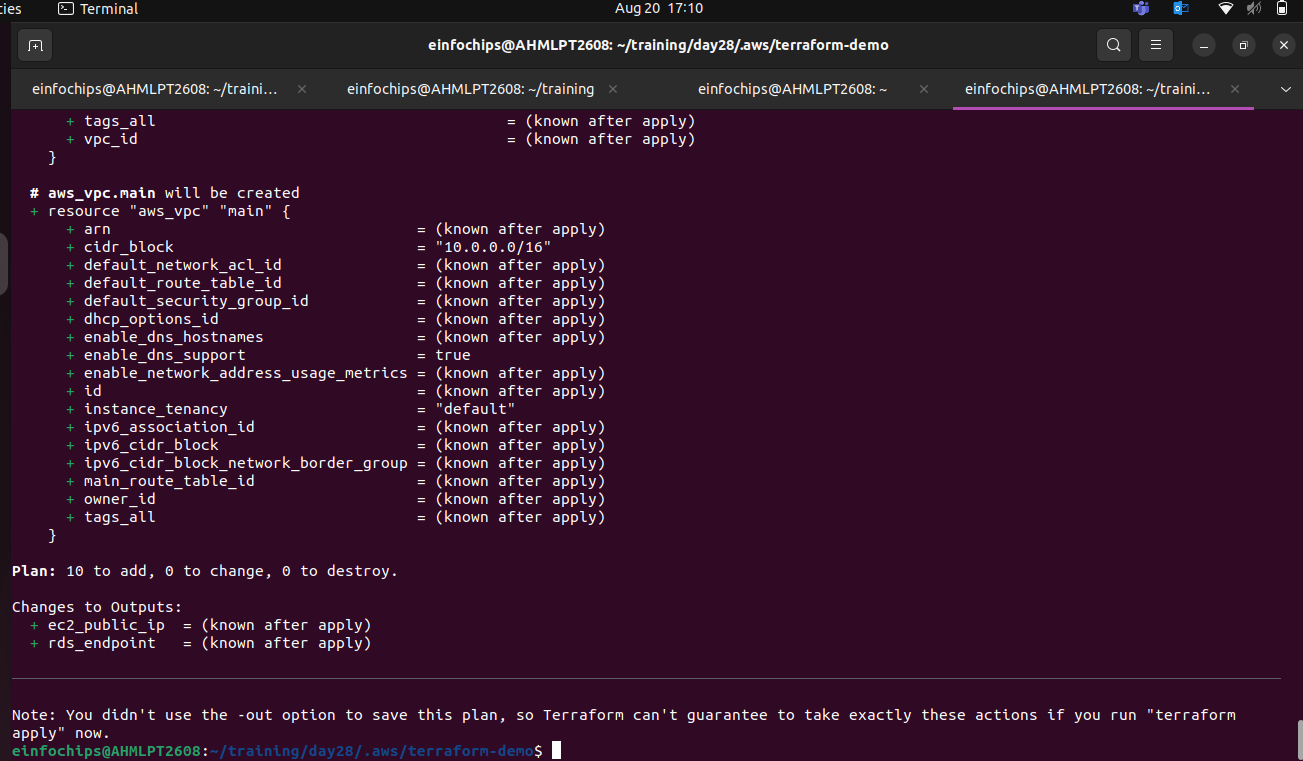 cies Terminal Aug 20 17:10
einfochips@AHMLPT2608: ~/training/day28/.aws/terraform-demo
einfochips@AHMLPT2608: ~/traini... × einfochips@AHMLPT2608: ~/training × einfochips@AHMLPT2608: ~ × einfochips@AHMLPT2608: ~/traini... ×
+ tags_all = (known after apply)
+ vpc_id = (known after apply)
}
# aws_vpc.main will be created
+ resource "aws_vpc" "main" {
+ arn = (known after apply)
+ cidr_block = "10.0.0.0/16"
+ default_network_acl_id = (known after apply)
+ default_route_table_id = (known after apply)
+ default_security_group_id = (known after apply)
+ dhcp_options_id = (known after apply)
+ enable_dns_hostnames = (known after apply)
+ enable_dns_support = true
+ enable_network_address_usage_metrics = (known after apply)
+ id = (known after apply)
+ instance_tenancy = "default"
+ ipv6_association_id = (known after apply)
+ ipv6_cidr_block = (known after apply)
+ ipv6_cidr_block_network_border_group = (known after apply)
+ main_route_table_id = (known after apply)
+ owner_id = (known after apply)
+ tags_all = (known after apply)
}
Plan: 10 to add, 0 to change, 0 to destroy.
Changes to Outputs:
+ ec2_public_ip = (known after apply)
+ rds_endpoint = (known after apply)
Note: You didn't use the -out option to save this plan, so Terraform can't guarantee to take exactly these actions if you run "terraform
apply" now.
einfochips@AHMLPT2608:~/training/day28/.aws/terraform-demo$